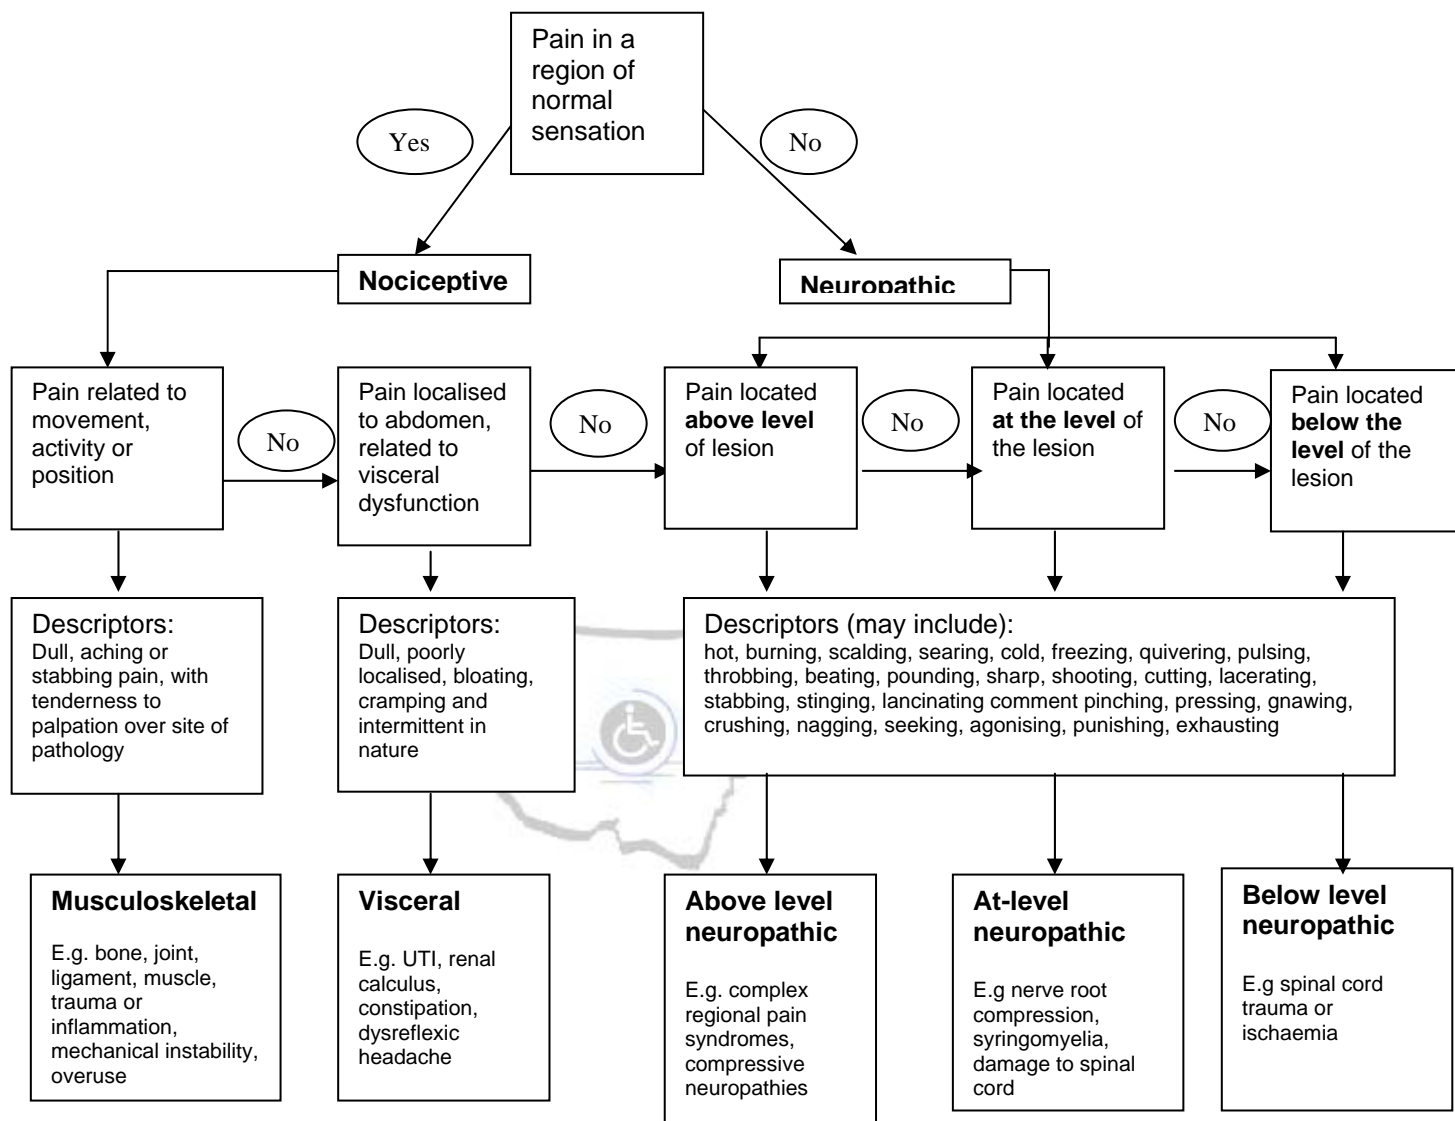 Pain in a
region of
normal
sensation
Yes
No
Nociceptive
Neuropathic
Pain related to
movement,
activity or
position
No
Pain localised
to abdomen,
related to
visceral
dysfunction
No
Pain located
above level
of lesion
No
Pain located
at the level of
the lesion
No
Pain located
below the
level of the
lesion
Descriptors:
Dull, aching or
stabbing pain, with
tenderness to
palpation over site of
pathology
Descriptors:
Dull, poorly
localised, bloating,
cramping and
intermittent in
nature
Descriptors (may include):
hot, burning, scalding, searing, cold, freezing, quivering, pulsing,
throbbing, beating, pounding, sharp, shooting, cutting, lacerating,
stabbing, stinging, lancinating comment pinching, pressing, gnawing,
crushing, nagging, seeking, agonising, punishing, exhausting
Musculoskeletal
E.g. bone, joint,
ligament, muscle,
trauma or
inflammation,
mechanical instability,
overuse
Visceral
E.g. UTI, renal
calculus,
constipation,
dysreflexic
headache
Above level
neuropathic
E.g. complex
regional pain
syndromes,
compressive
neuropathies
At-level
neuropathic
E.g nerve root
compression,
syringomyelia,
damage to spinal
cord
Below level
neuropathic
E.g spinal cord
trauma or
ischaemia